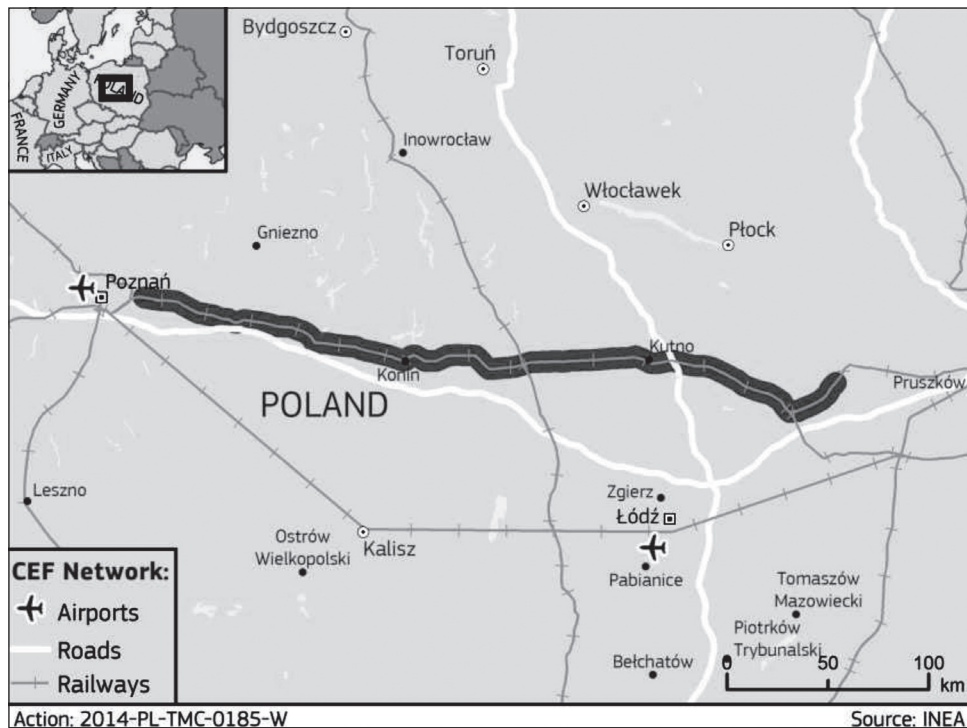 Bydgoszcz
Toruń
Inowrocław
FRANCE
GERMANY
POLAND
ITALY
Włocławek
Płock
Gniezno
Poznań
Konin
Kutno
Pruszków
POLAND
Leszno
Zgierz
Łódź
Kalisz
Ostrów
Wielkopolski
Pabianice
Tomaszów
Mazowiecki
Piotrków
Trybunalski
Bełchatów
CEF Network:
Airports
Roads
Railways
0 50 100
km
Action: 2014-PL-TMC-0185-W
Source: INEA